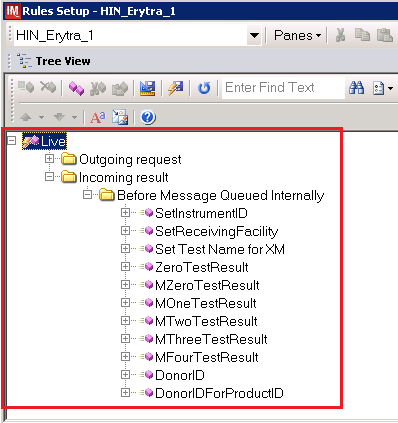 IM Rules Setup - HIN_Erytra_1
HIN_Erytra_1 Panes
Tree View
Enter Find Text
Aa
Live
Outgoing request
Incoming result
Before Message Queued Internally
SetInstrumentID
SetReceivingFacility
Set Test Name for XM
ZeroTestResult
MZeroTestResult
MOneTestResult
MTwoTestResult
MThreeTestResult
MFourTestResult
DonorID
DonorIDForProductID